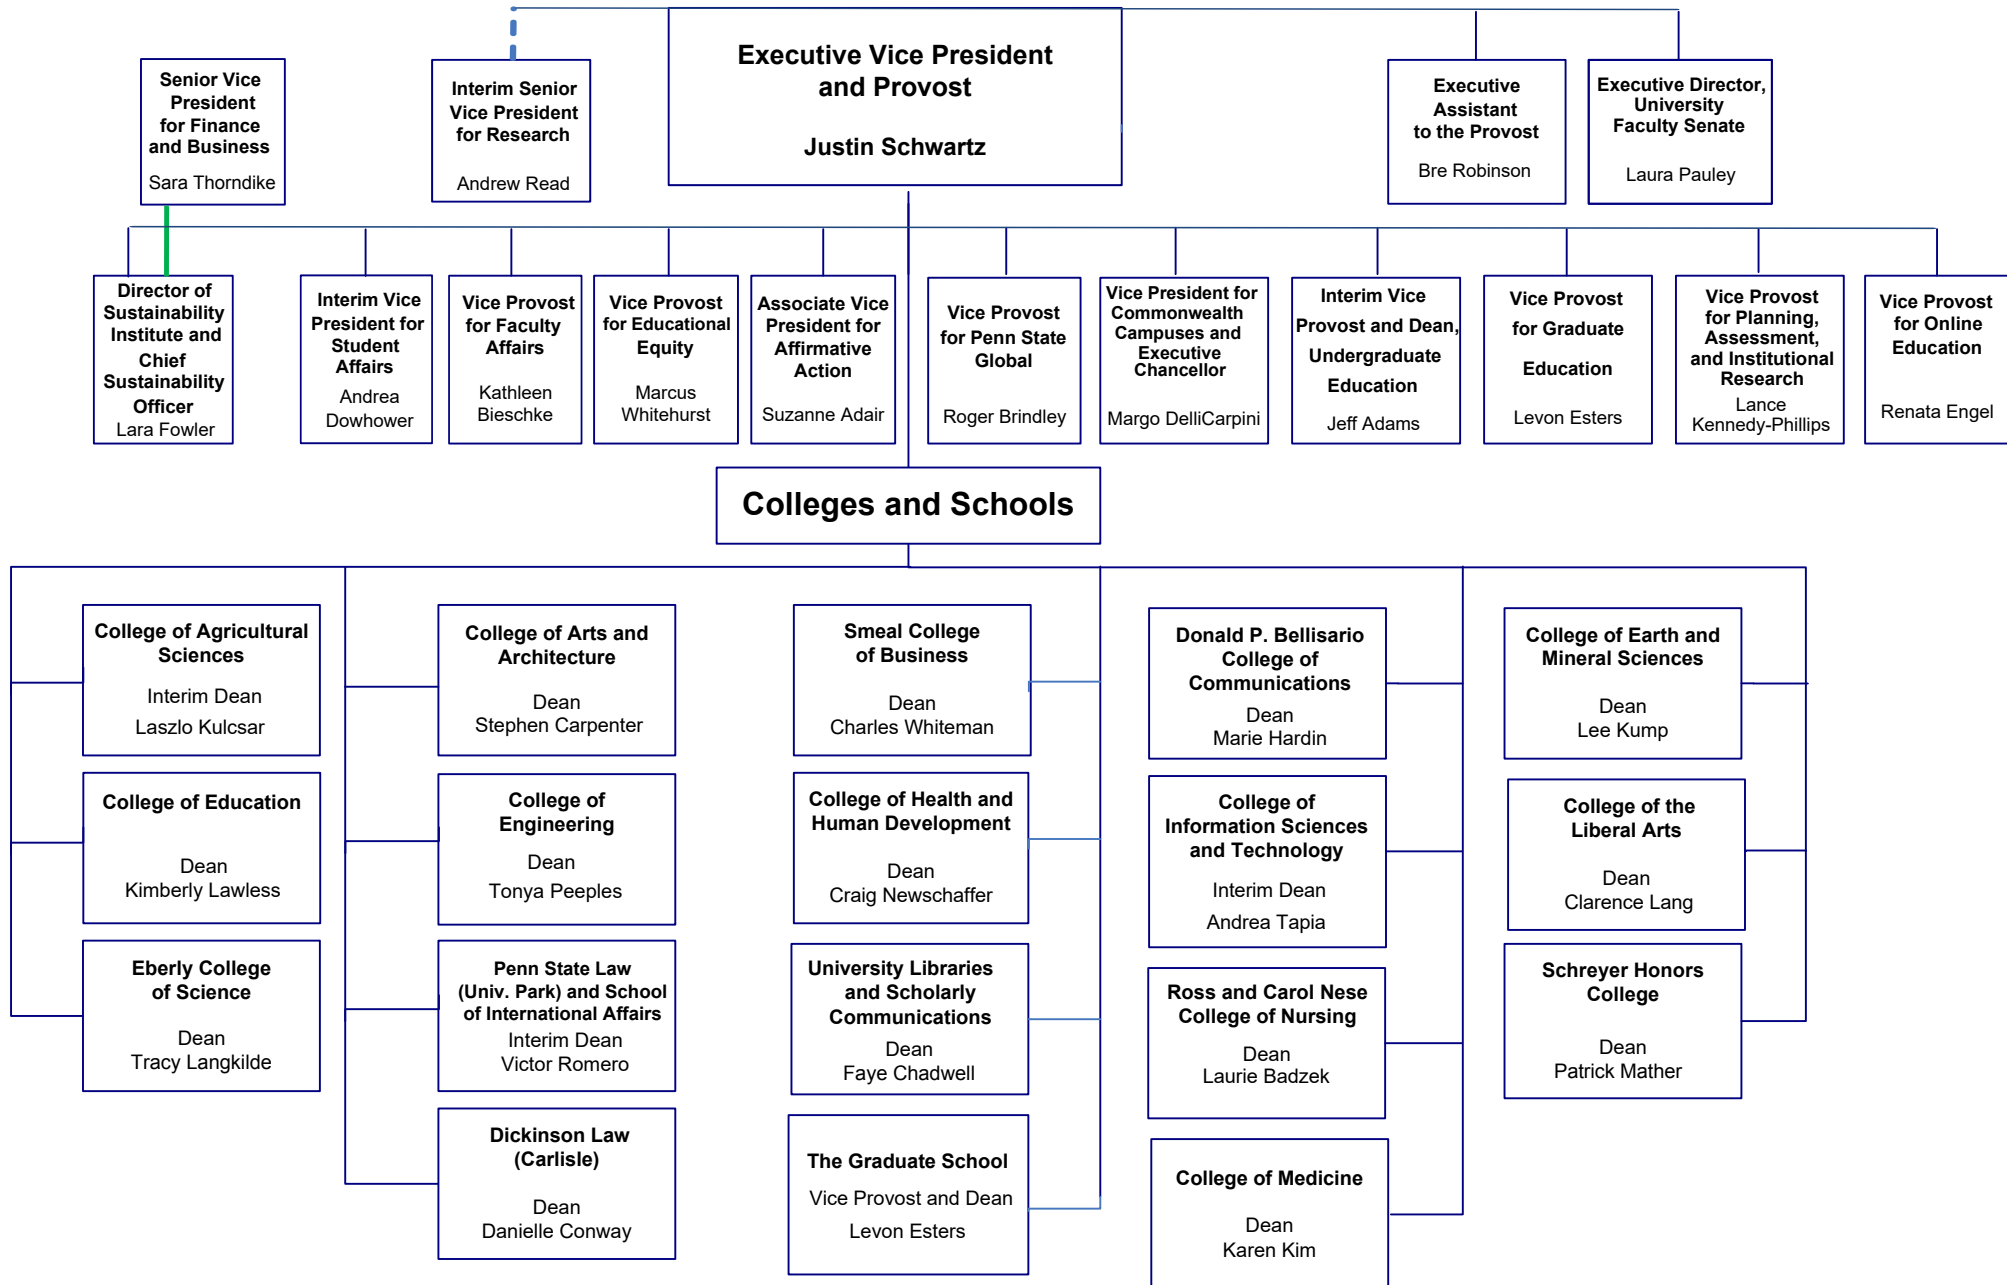 Executive Vice President
and Provost
Justin Schwartz
Senior Vice
President
for Finance
and Business
Sara Thorndike
Interim Senior
Vice President
for Research
Andrew Read
Executive
Assistant
to the Provost
Bre Robinson
Executive Director,
University
Faculty Senate
Laura Pauley
Director of
Sustainability
Institute and
Chief
Sustainability
Officer
Lara Fowler
Interim Vice
President for
Student
Affairs
Andrea
Dowhower
Vice Provost
for Faculty
Affairs
Kathleen
Bieschke
Vice Provost
for Educational
Equity
Marcus
Whitehurst
Associate Vice
President for
Affirmative
Action
Suzanne Adair
Vice Provost
for Penn State
Global
Roger Brindley
Vice President for
Commonwealth
Campuses and
Executive
Chancellor
Margo DelliCarpini
Interim Vice
Provost and Dean,
Undergraduate
Education
Jeff Adams
Vice Provost
for Graduate
Education
Levon Esters
Vice Provost
for Planning,
Assessment,
and Institutional
Research
Lance
Kennedy-Phillips
Vice Provost
for Online
Education
Renata Engel
Colleges and Schools
College of Agricultural
Sciences
Interim Dean
Laszlo Kulcsar
College of Arts and
Architecture
Dean
Stephen Carpenter
Smeal College
of Business
Dean
Charles Whiteman
Donald P. Bellisario
College of
Communications
Dean
Marie Hardin
College of Earth and
Mineral Sciences
Dean
Lee Kump
College of Education
Dean
Kimberly Lawless
College of
Engineering
Dean
Tonya Peeples
College of Health and
Human Development
Dean
Craig Newschaffer
College of
Information Sciences
and Technology
Interim Dean
Andrea Tapia
College of the
Liberal Arts
Dean
Clarence Lang
Eberly College
of Science
Dean
Tracy Langkilde
Penn State Law
(Univ. Park) and School
of International Affairs
Interim Dean
Victor Romero
University Libraries
and Scholarly
Communications
Dean
Faye Chadwell
Ross and Carol Nese
College of Nursing
Dean
Laurie Badzek
Schreyer Honors
College
Dean
Patrick Mather
Dickinson Law
(Carlisle)
Dean
Danielle Conway
The Graduate School
Vice Provost and Dean
Levon Esters
College of Medicine
Dean
Karen Kim